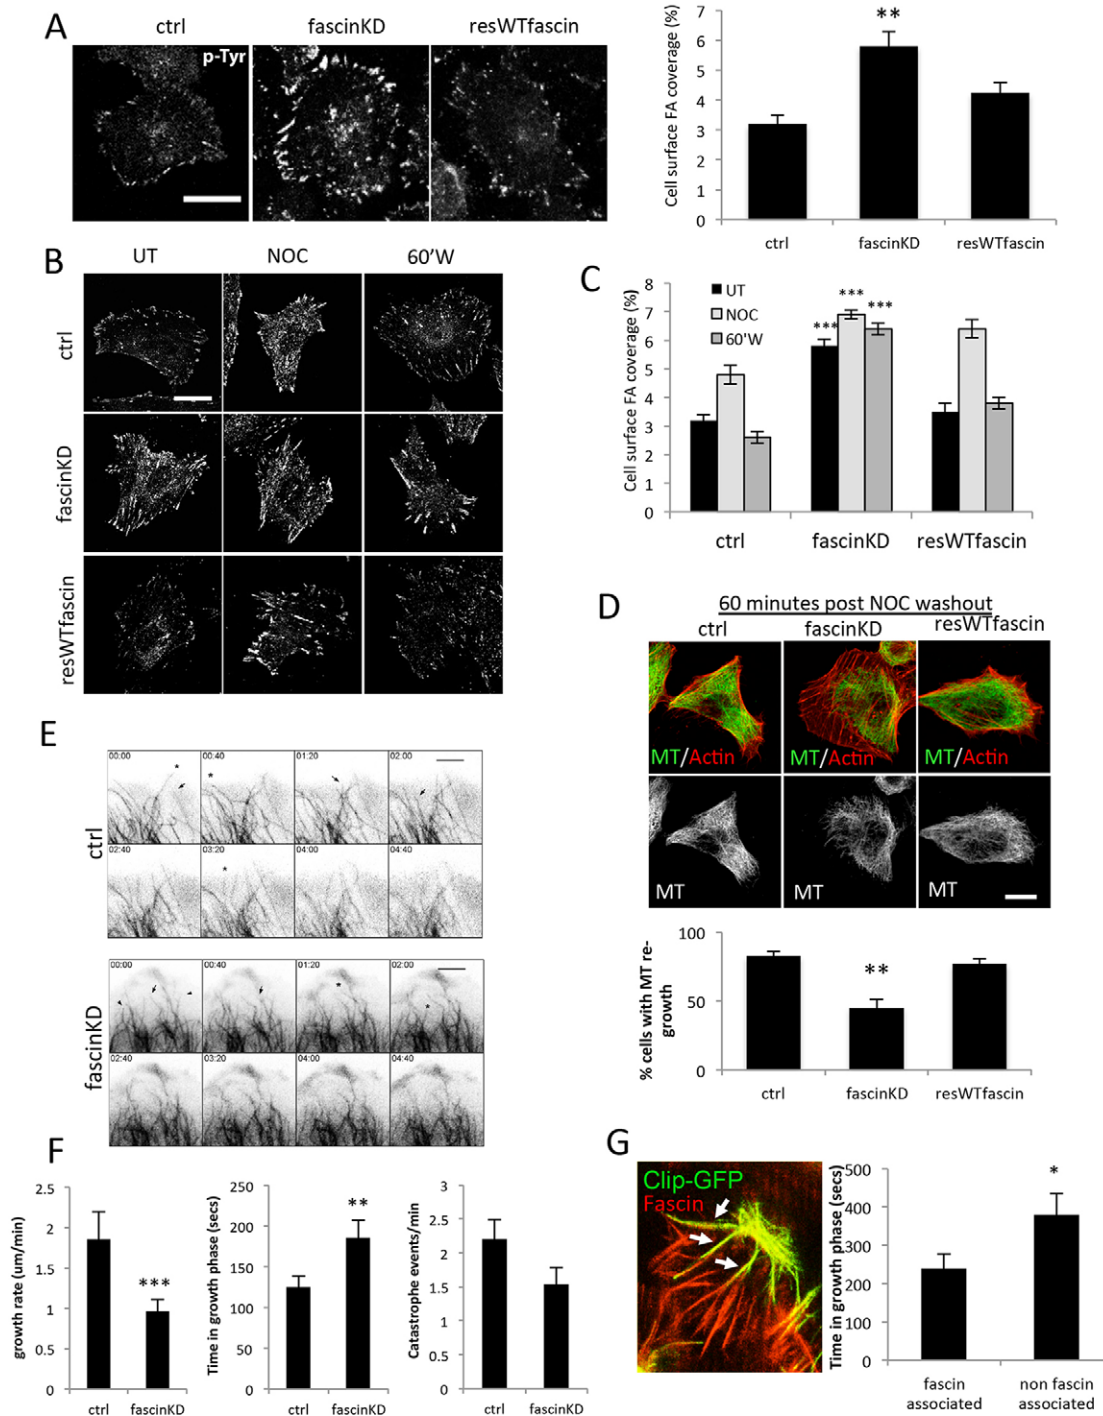 A
ctrl
fascinKD
resWTfascin
p-Tyr
Cell surface FA coverage (%)
7
6
5
4
3
2
1
0
**
ctrl
fascinKD
resWTfascin
B
UT
NOC
60'W
ctrl
fascinKD
resWTfascin
C
Cell surface FA coverage (%)
8
7
6
5
4
3
2
1
0
UT
NOC
60'W
***
***
***
ctrl
fascinKD
resWTfascin
D
60 minutes post NOC washout
ctrl
fascinKD
resWTfascin
MT/Actin
MT/Actin
MT/Actin
MT
MT
MT
% cells with MT re-
growth
100
50
0
**
ctrl
fascinKD
resWTfascin
E
ctrl
00:00
00:40
01:20
02:00
*
*
02:40
03:20
04:00
04:40
*
fascinKD
00:00
00:40
01:20
02:00
*
*
02:40
03:20
04:00
04:40
F
growth rate (um/min)
2.5
2
1.5
1
0.5
0
***
ctrl
fascinKD
Time in growth phase (secs)
250
200
150
100
50
0
**
ctrl
fascinKD
Catastrophe events/min
3
2.5
2
1.5
1
0.5
0
ctrl
fascinKD
G
Clip-GFP
Fascin
Time in growth phase (secs)
500
400
300
200
100
0
*
fascin
associated
non fascin
associated